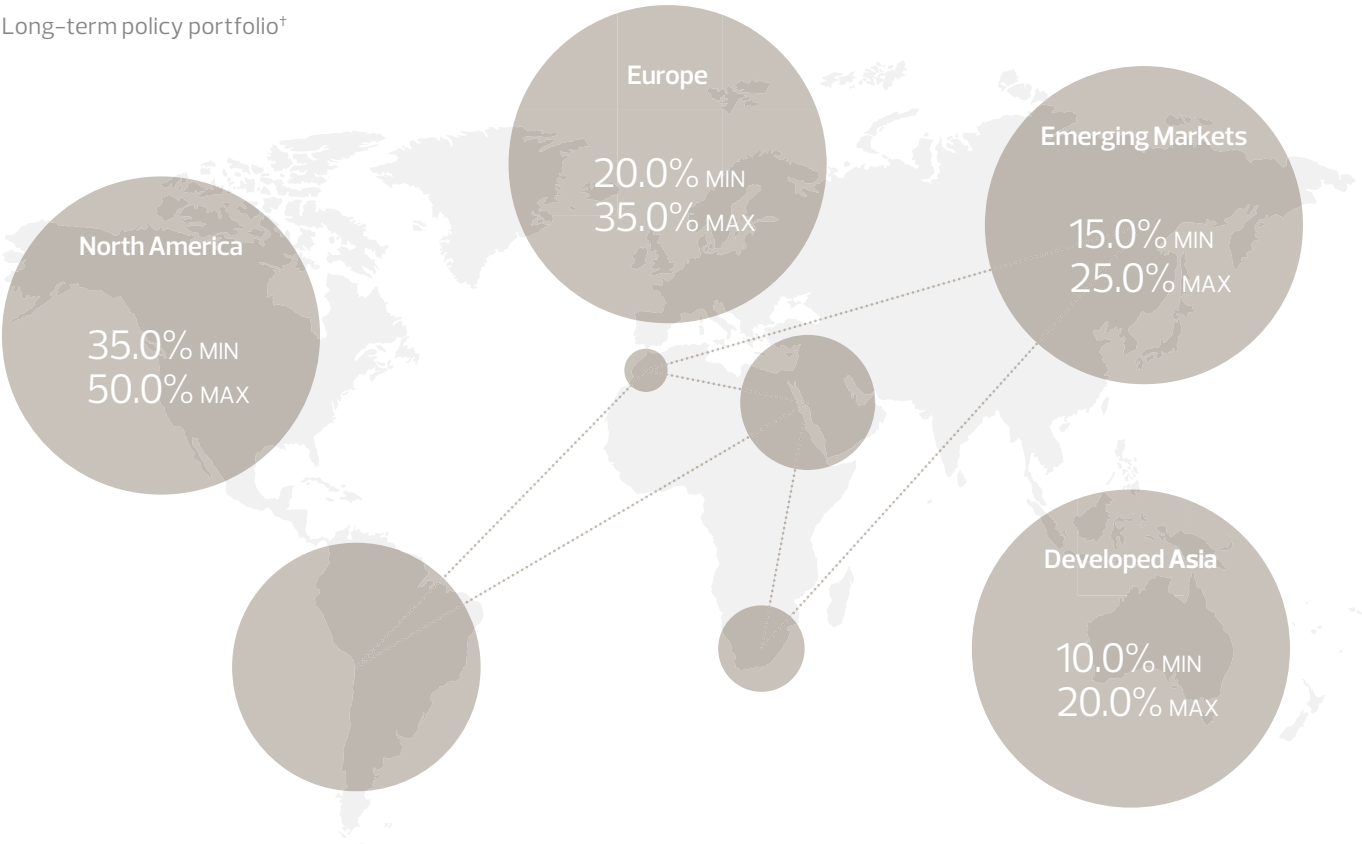 Long-term policy portfolio†
Europe
20.0% MIN
35.0% MAX
Emerging Markets
15.0% MIN
25.0% MAX
North America
35.0% MIN
50.0% MAX
Developed Asia
10.0% MIN
20.0% MAX